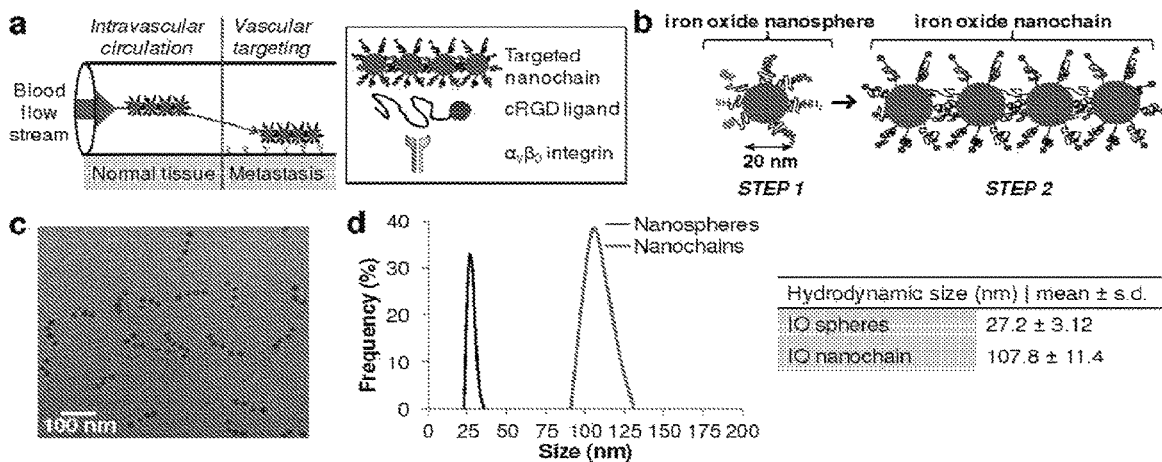 a
Intravascular circulation
Vascular targeting
Blood flow stream
Normal tissue
Metastasis
Targeted nanochain
cRGD ligand
αvβ3 integrin
b
iron oxide nanosphere
iron oxide nanochain
20 nm
STEP 1
STEP 2
c
100 nm
d
40
30
20
10
0
Frequency (%)
Nanospheres
Nanochains
0 25 50 75 100 125 150 175 200
Size (nm)
Hydrodynamic size (nm) | mean ± s.d.
IO spheres 27.2 ± 3.12
IO nanochain 107.8 ± 11.4